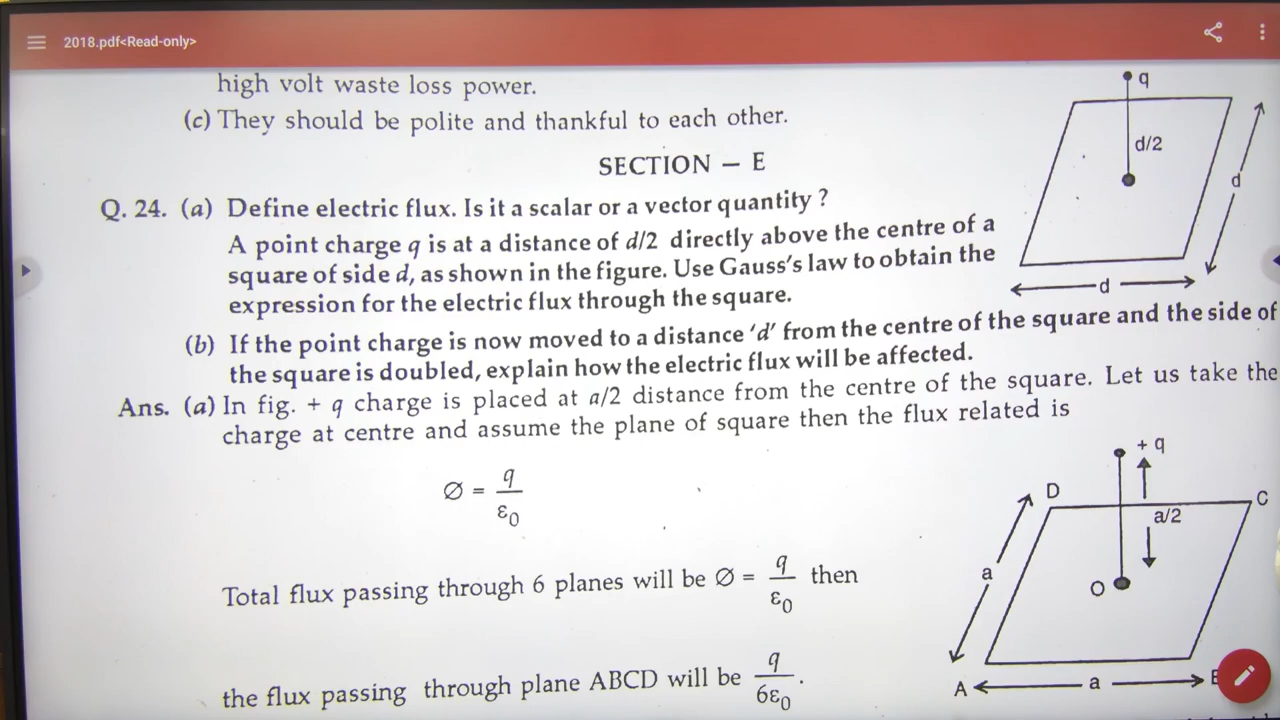 2018.pdf<Read-only>
high volt waste loss power.
(c) They should be polite and thankful to each other.
SECTION – E
Q. 24. (a) Define electric flux. Is it a scalar or a vector quantity ?
A point charge q is at a distance of d/2 directly above the centre of a
square of side d, as shown in the figure. Use Gauss's law to obtain the
expression for the electric flux through the square.
q
d/2
d
d
(b) If the point charge is now moved to a distance 'd' from the centre of the square and the side of
the square is doubled, explain how the electric flux will be affected.
Ans. (a) In fig. + q charge is placed at a/2 distance from the centre of the square. Let us take the
charge at centre and assume the plane of square then the flux related is
∅ = q/ε0
Total flux passing through 6 planes will be ∅ = q/ε0 then
the flux passing through plane ABCD will be q/6ε0.
+ q
D
C
a/2
a
O
A
a